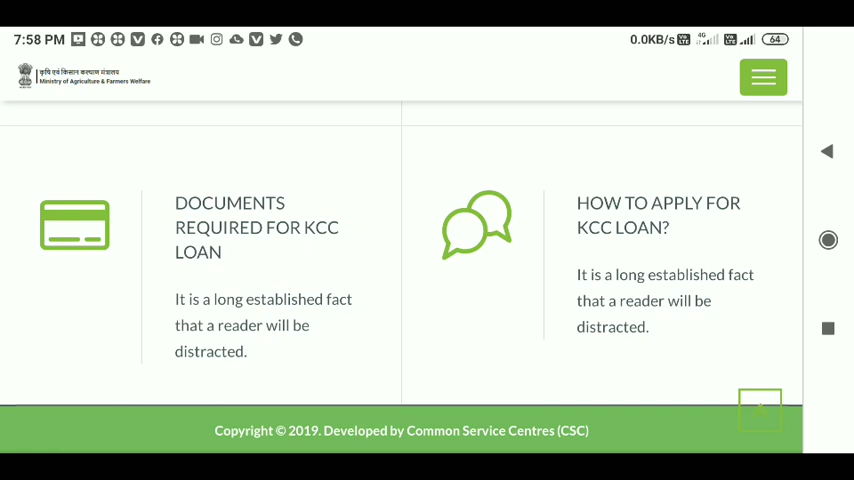 7:58 PM
0.0KB/s
4G
64
कृषि एवं किसान कल्याण मंत्रालय
Ministry of Agriculture & Farmers Welfare
DOCUMENTS
REQUIRED FOR KCC
LOAN
It is a long established fact
that a reader will be
distracted.
HOW TO APPLY FOR
KCC LOAN?
It is a long established fact
that a reader will be
distracted.
Copyright © 2019. Developed by Common Service Centres (CSC)